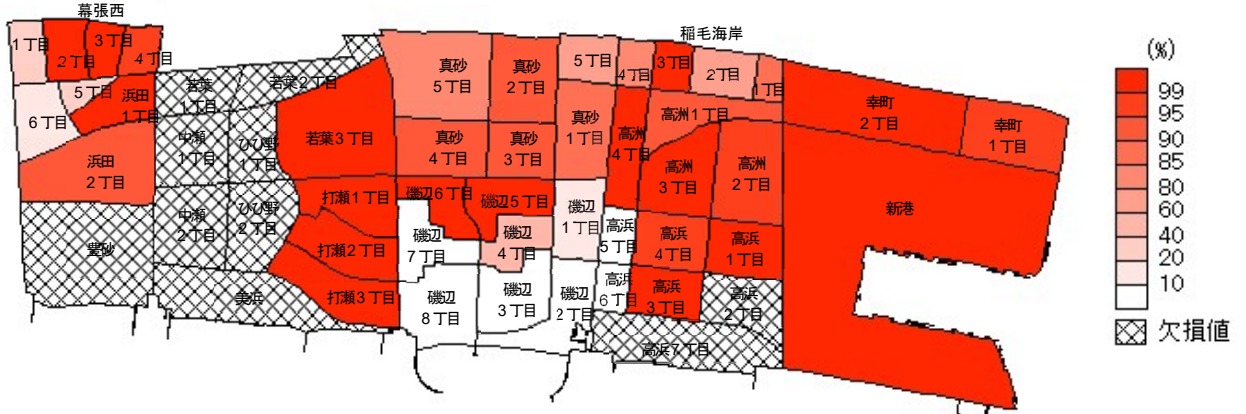 幕張西
1丁目
2丁目
3丁目
4丁目
5丁目
6丁目
浜田
1丁目
浜田
2丁目
豊砂
若葉
1丁目
若葉2丁目
中瀬
1丁目
ひび野
1丁目
中瀬
2丁目
ひび野
2丁目
美浜
若葉3丁目
打瀬1丁目
打瀬2丁目
打瀬3丁目
真砂
5丁目
真砂
2丁目
真砂
4丁目
真砂
3丁目
真砂
1丁目
磯辺6丁目
磯辺5丁目
磯辺
7丁目
磯辺
4丁目
磯辺
1丁目
磯辺
8丁目
磯辺
3丁目
磯辺
2丁目
稲毛海岸
5丁目
4丁目
3丁目
2丁目
1丁目
高洲1丁目
高洲
4丁目
高洲
3丁目
高洲
2丁目
高浜
5丁目
高浜
4丁目
高浜
1丁目
高浜
6丁目
高浜
3丁目
高浜
2丁目
高浜7丁目
幸町
2丁目
幸町
1丁目
新港
(%)
99
95
90
85
80
60
40
20
10
欠損値